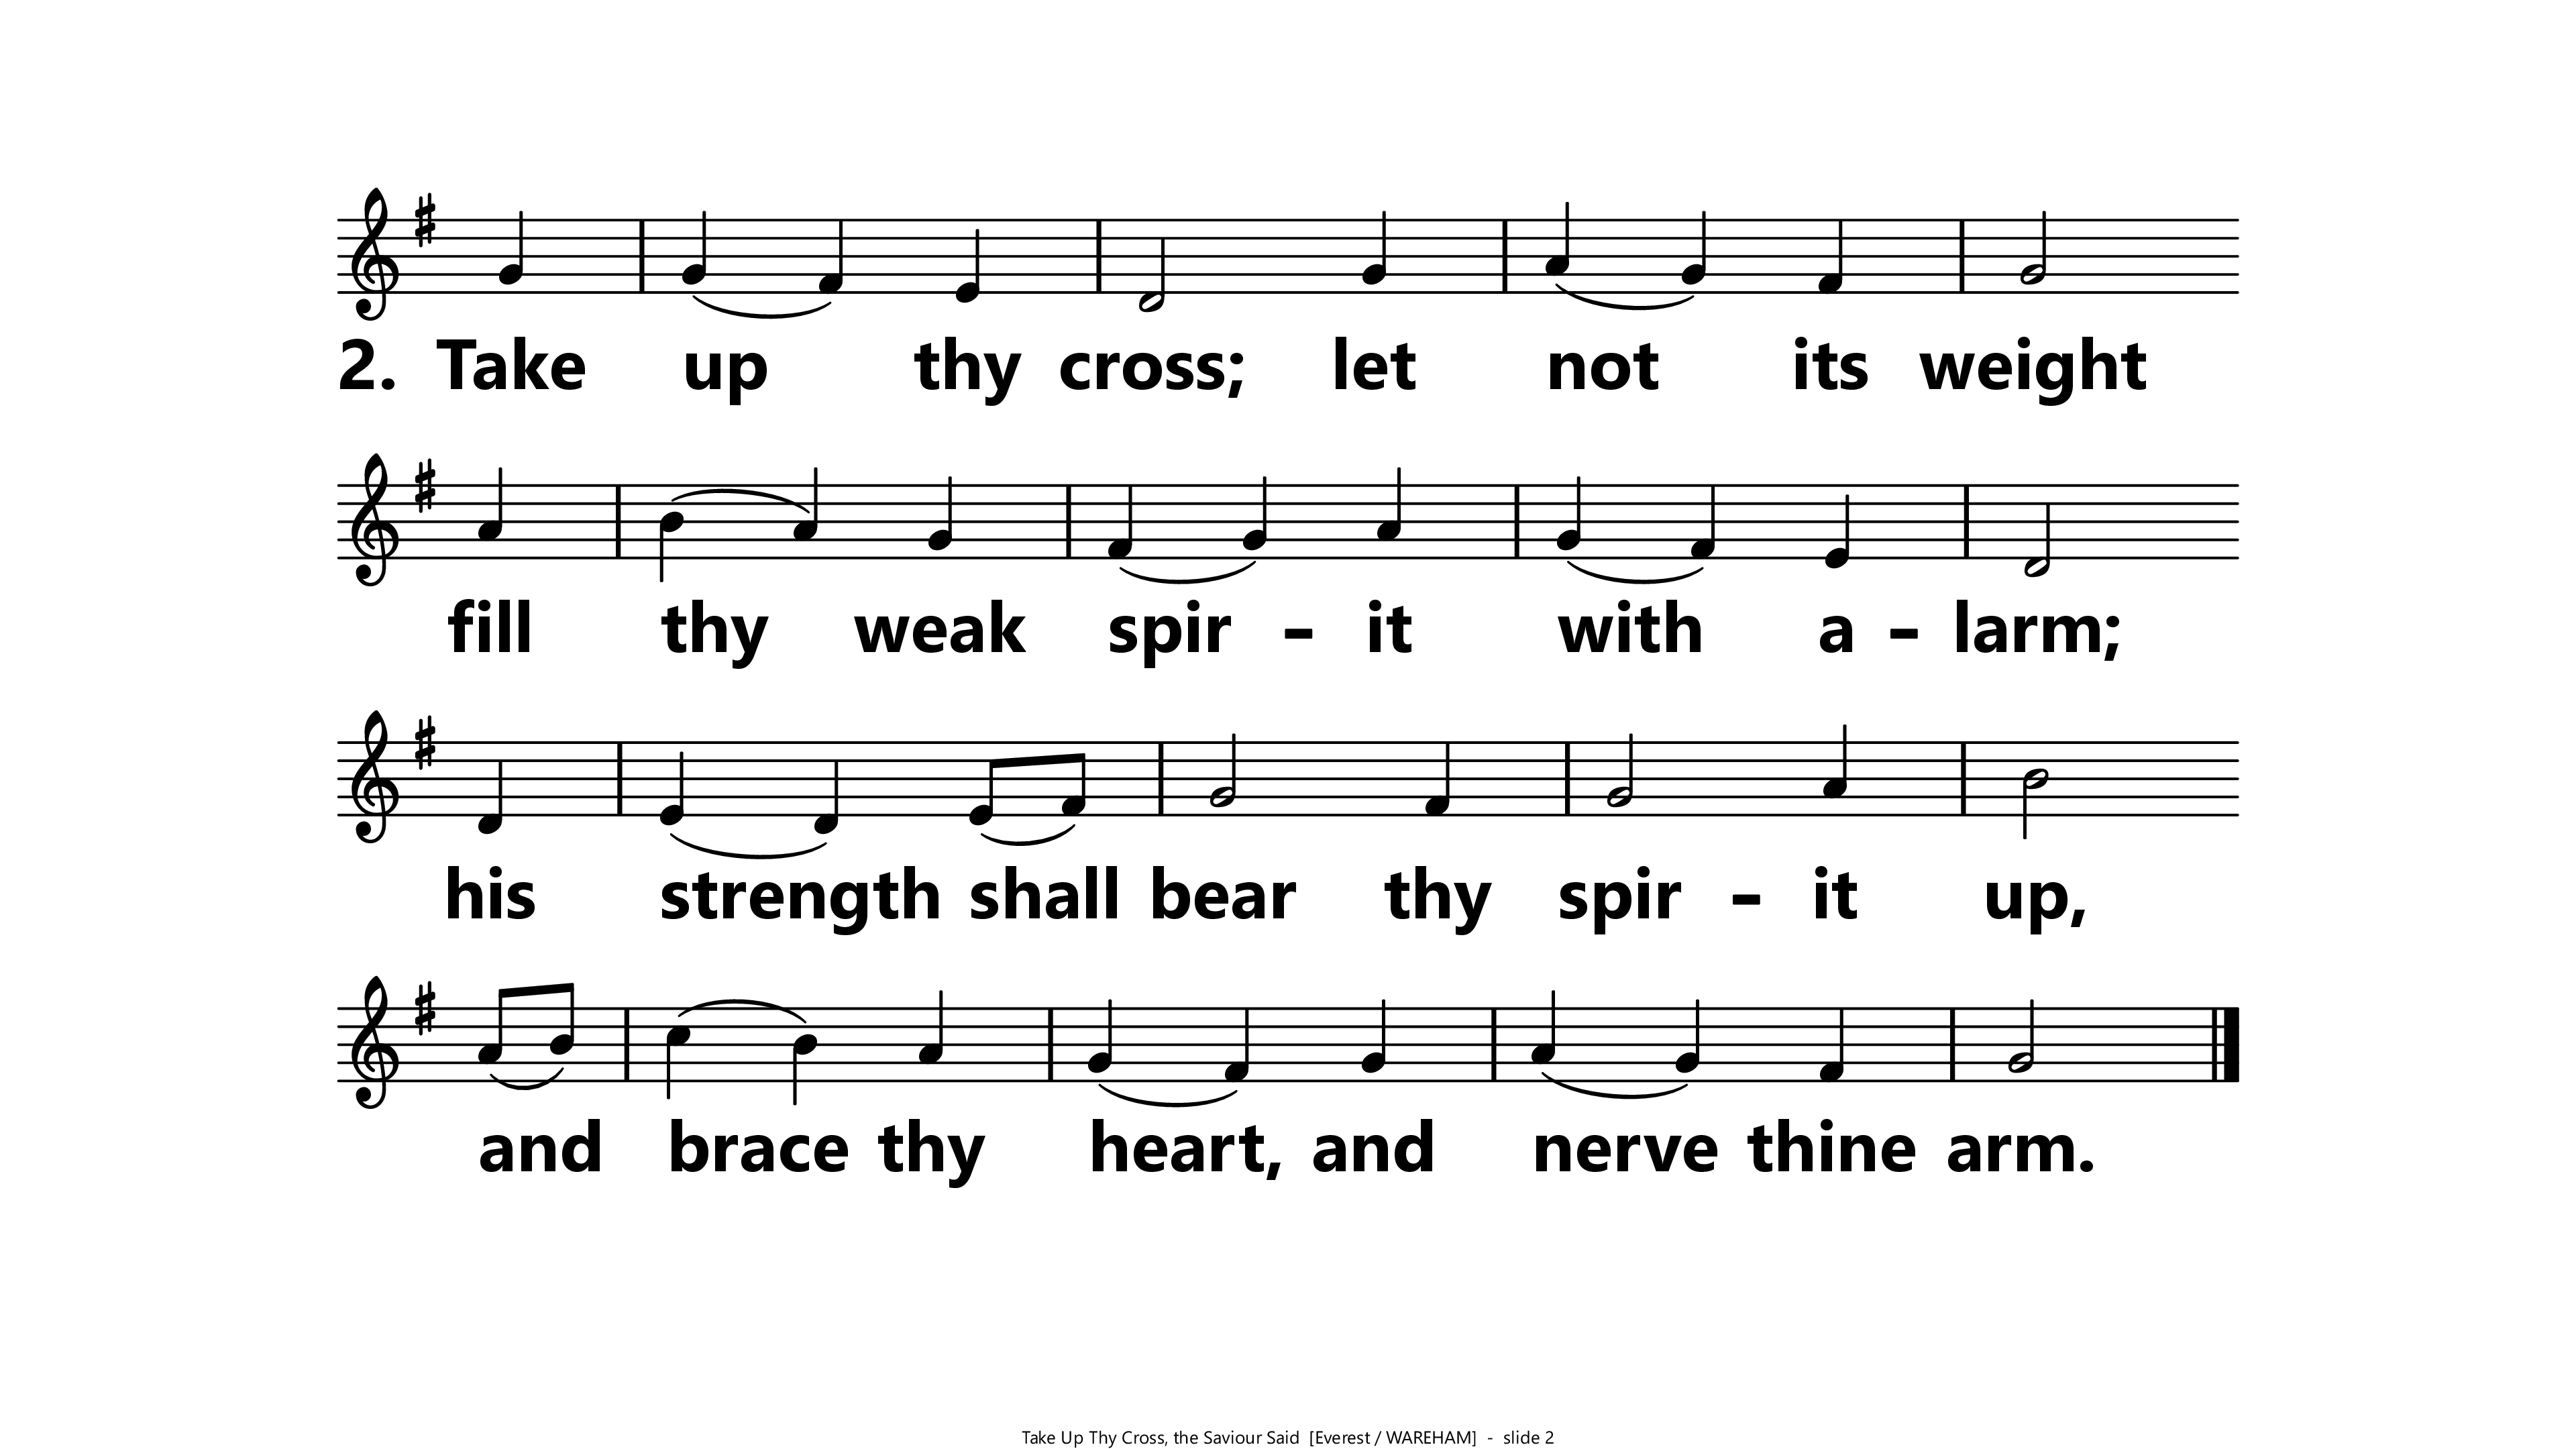 2. Take up thy cross; let not its weight
fill thy weak spir - it with a - larm;
his strength shall bear thy spir - it up,
and brace thy heart, and nerve thine arm.
Take Up Thy Cross, the Saviour Said [Everest / WAREHAM] - slide 2